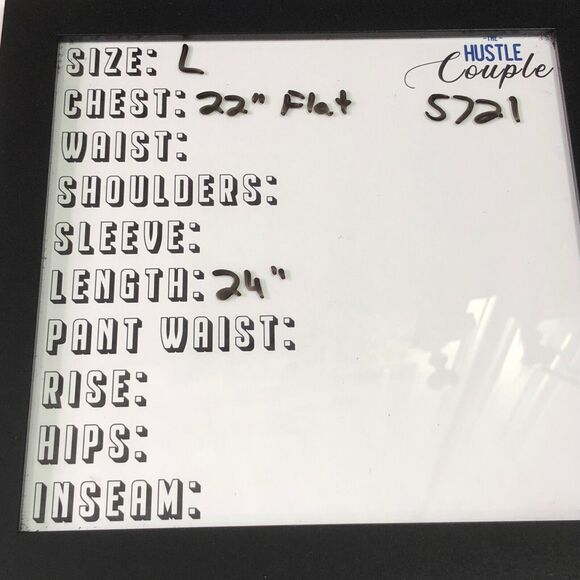 -THE-
HUSTLE
Couple
SIZE: L
CHEST: 22" Flat 5721
WAIST:
SHOULDERS:
SLEEVE:
LENGTH: 24"
PANT WAIST:
RISE:
HIPS:
INSEAM: